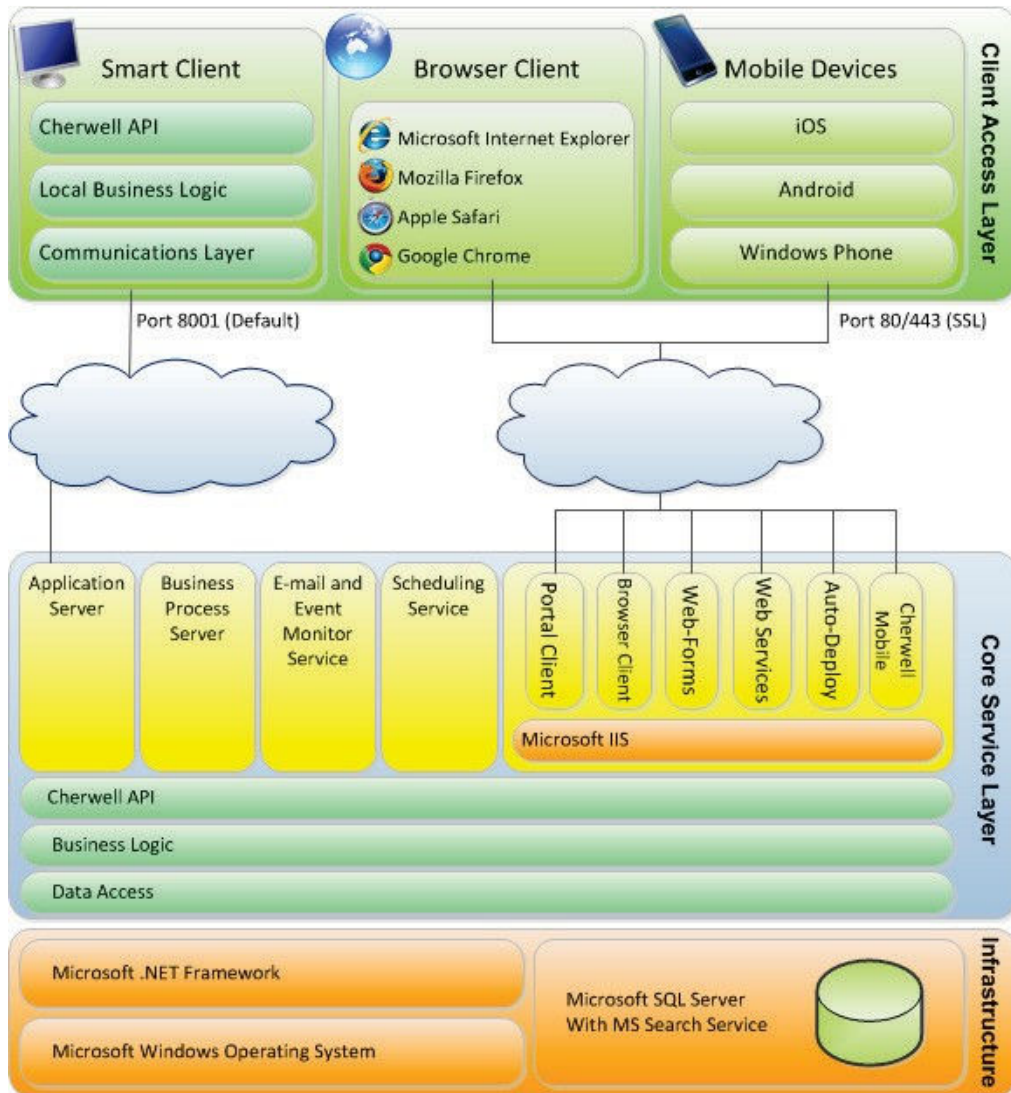 Smart Client
Cherwell API
Local Business Logic
Communications Layer
Browser Client
Microsoft Internet Explorer
Mozilla Firefox
Apple Safari
Google Chrome
Mobile Devices
iOS
Android
Windows Phone
Client Access Layer
Port 8001 (Default)
Port 80/443 (SSL)
Application
Server
Business
Process
Server
E-mail and
Event
Monitor
Service
Scheduling
Service
Portal Client
Browser Client
Web-Forms
Web Services
Auto-Deploy
Cherwell
Mobile
Microsoft IIS
Cherwell API
Business Logic
Data Access
Core Service Layer
Microsoft .NET Framework
Microsoft Windows Operating System
Microsoft SQL Server
With MS Search Service
Infrastructure